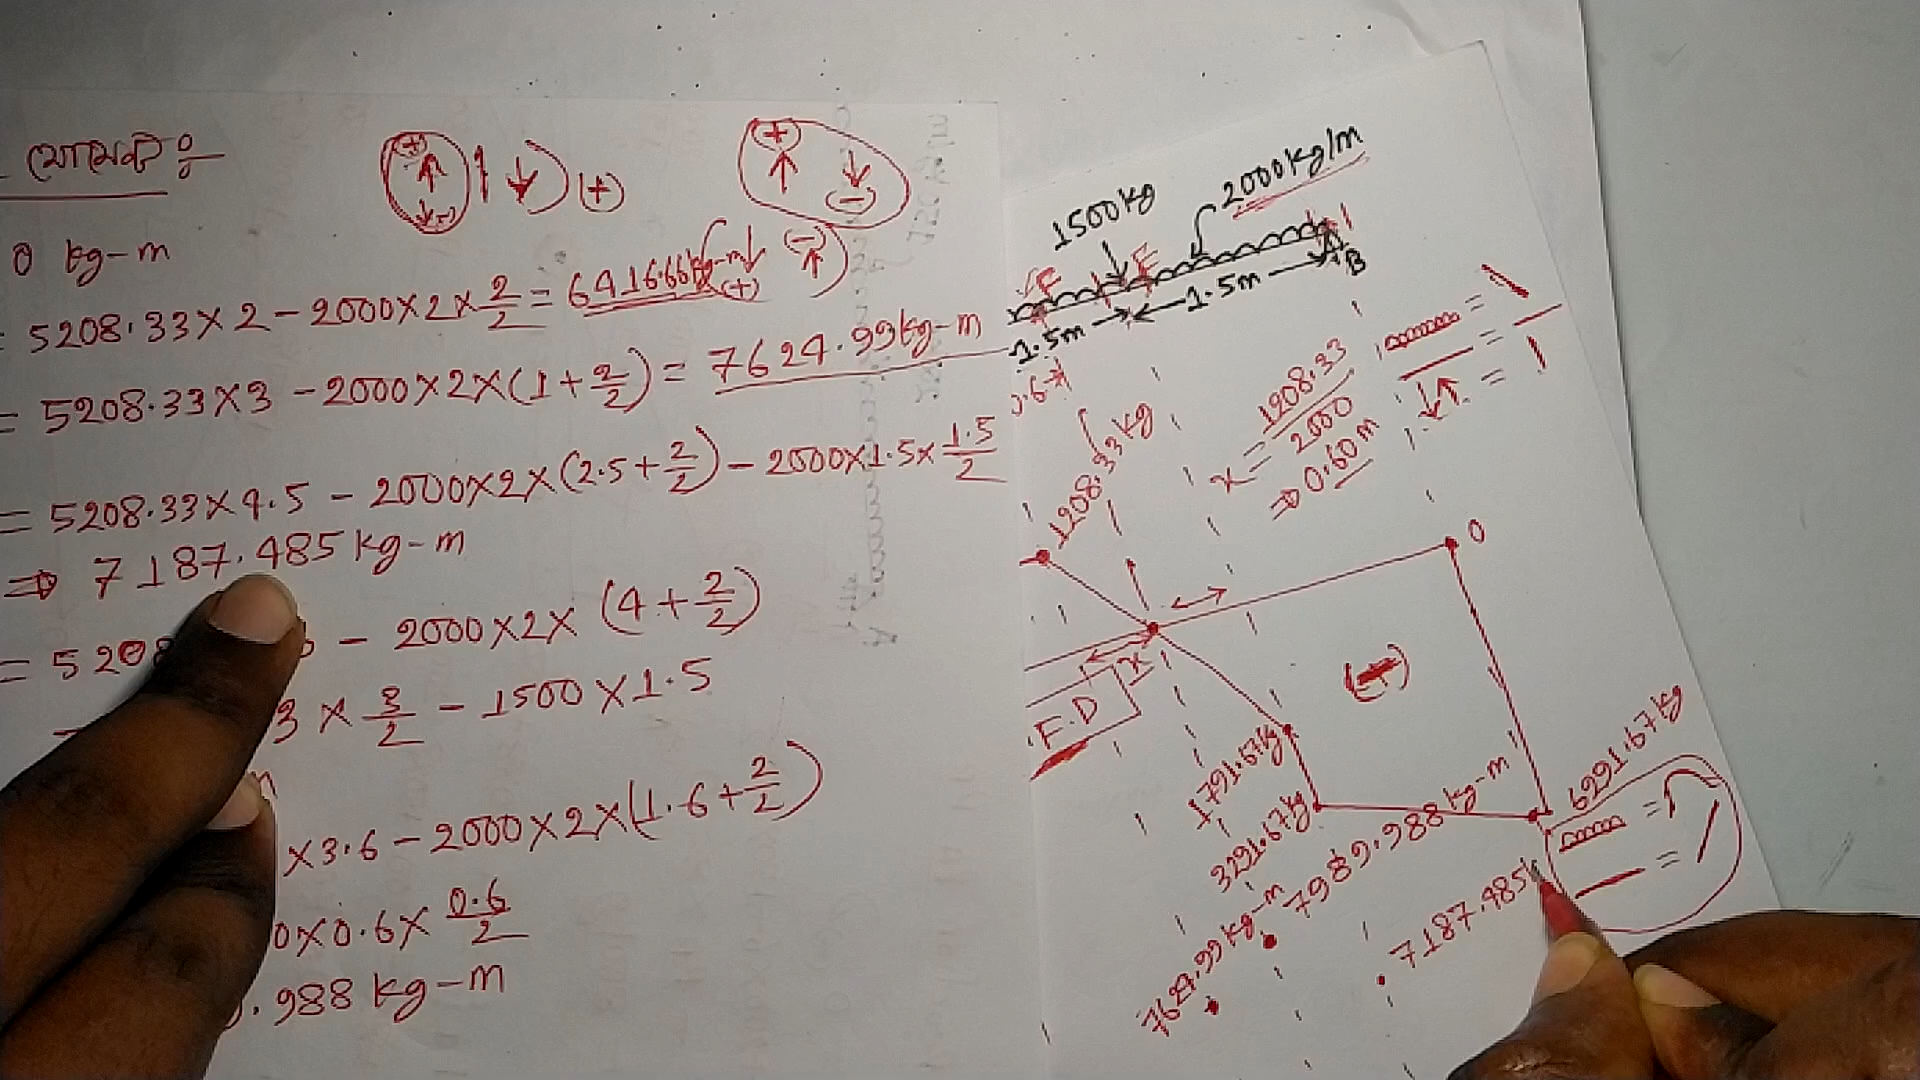 মোমেন্ট ঃ
(+) (-) (+)
(+) (-)
0 kg-m
= 5208.33×2-2000×2×2/2=6416.66kg-m
(+) (-)
= 5208.33×3 -2000×2×(1+2/2)= 7624.99kg-m
= 5208.33×4.5 - 2000×2×(2.5+2/2)- 2000×1.5×1.5/2
⇒ 7187.485 kg-m
= 5208 - 2000×2× (4+2/2)
3 × 3/2 - 1500×1.5
×3.6-2000×2×(1.6+2/2)
0×0.6× 0.6/2
.988 kg-m
1500kg
2000kg/m
F E B
1.5m 1.5m
0.6
1208.33kg
x= 1208.33/2000
⇒ 0.60m
= \
= —
↓↑ = |
0
x
.F.D
(+)
1791.67kg
3291.67kg
6291.67kg
7989.988kg-m
7624.99kg-m
7187.485k